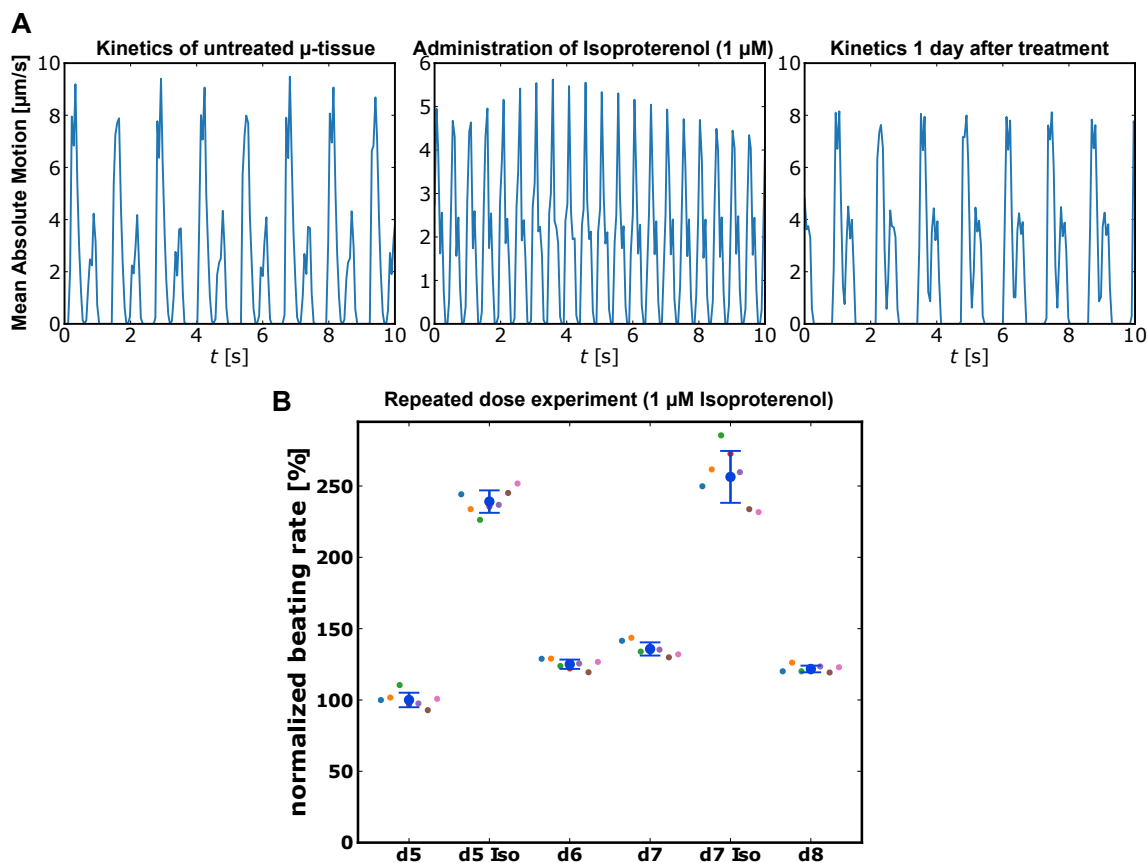 A
Kinetics of untreated μ-tissue
Administration of Isoproterenol (1 μM)
Kinetics 1 day after treatment
Mean Absolute Motion [μm/s]
10
8
6
4
2
0
0 2 4 6 8 10
t [s]
6
5
4
3
2
1
0
0 2 4 6 8 10
t [s]
10
8
6
4
2
0
0 2 4 6 8 10
t [s]
B
Repeated dose experiment (1 μM Isoproterenol)
normalized beating rate [%]
250
200
150
100
50
0
d5 d5 Iso d6 d7 d7 Iso d8